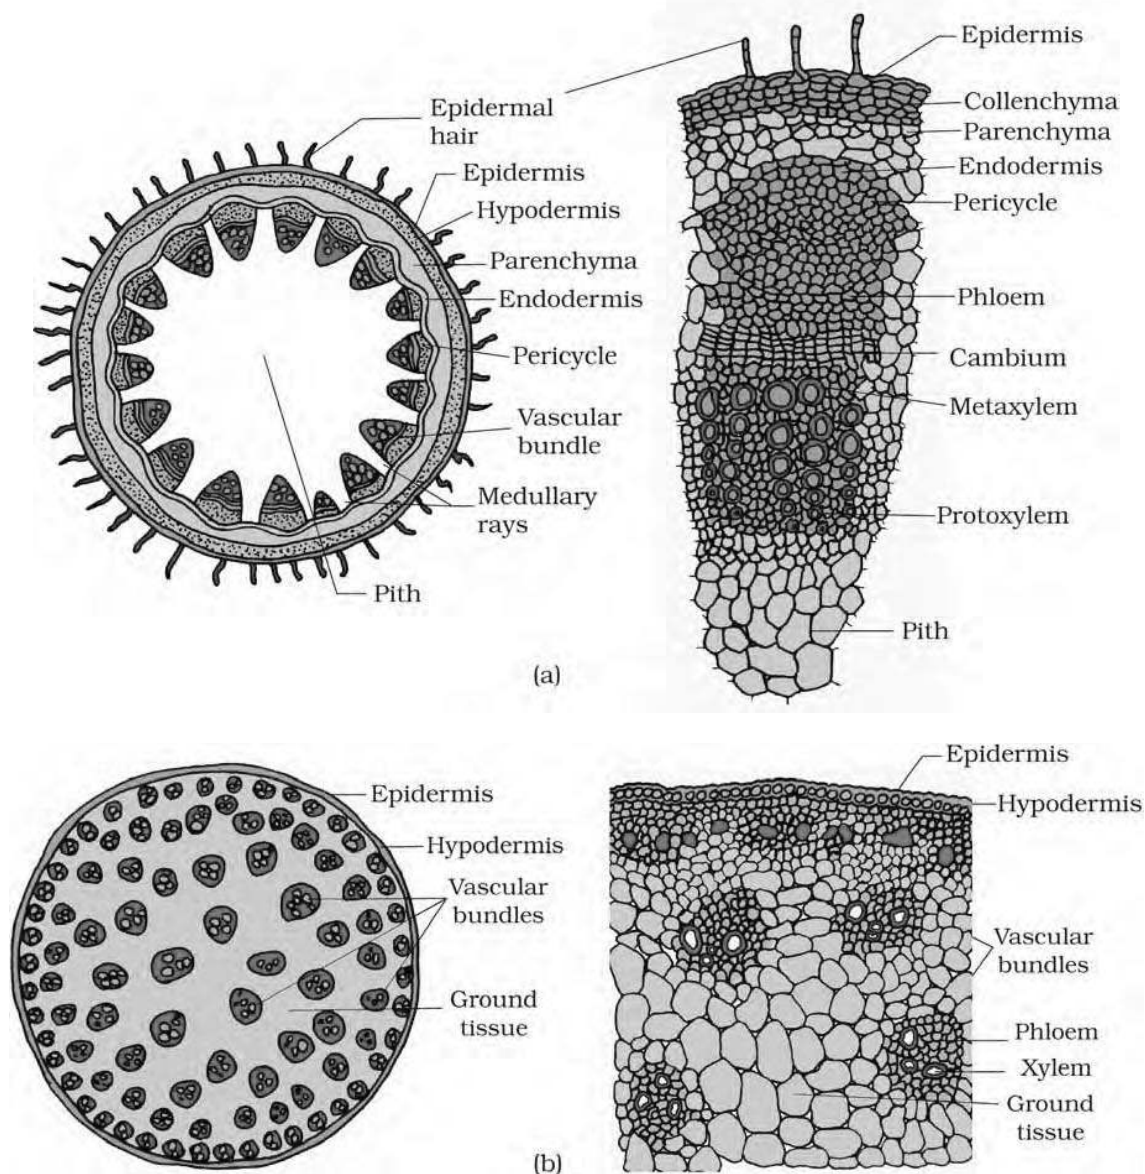 Epidermal
hair
Epidermis
Hypodermis
Parenchyma
Endodermis
Pericycle
Vascular
bundle
Medullary
rays
Pith
Epidermis
Collenchyma
Parenchyma
Endodermis
Pericycle
Phloem
Cambium
Metaxylem
Protoxylem
Pith
(a)
Epidermis
Hypodermis
Vascular
bundles
Ground
tissue
Epidermis
Hypodermis
Vascular
bundles
Phloem
Xylem
Ground
tissue
(b)